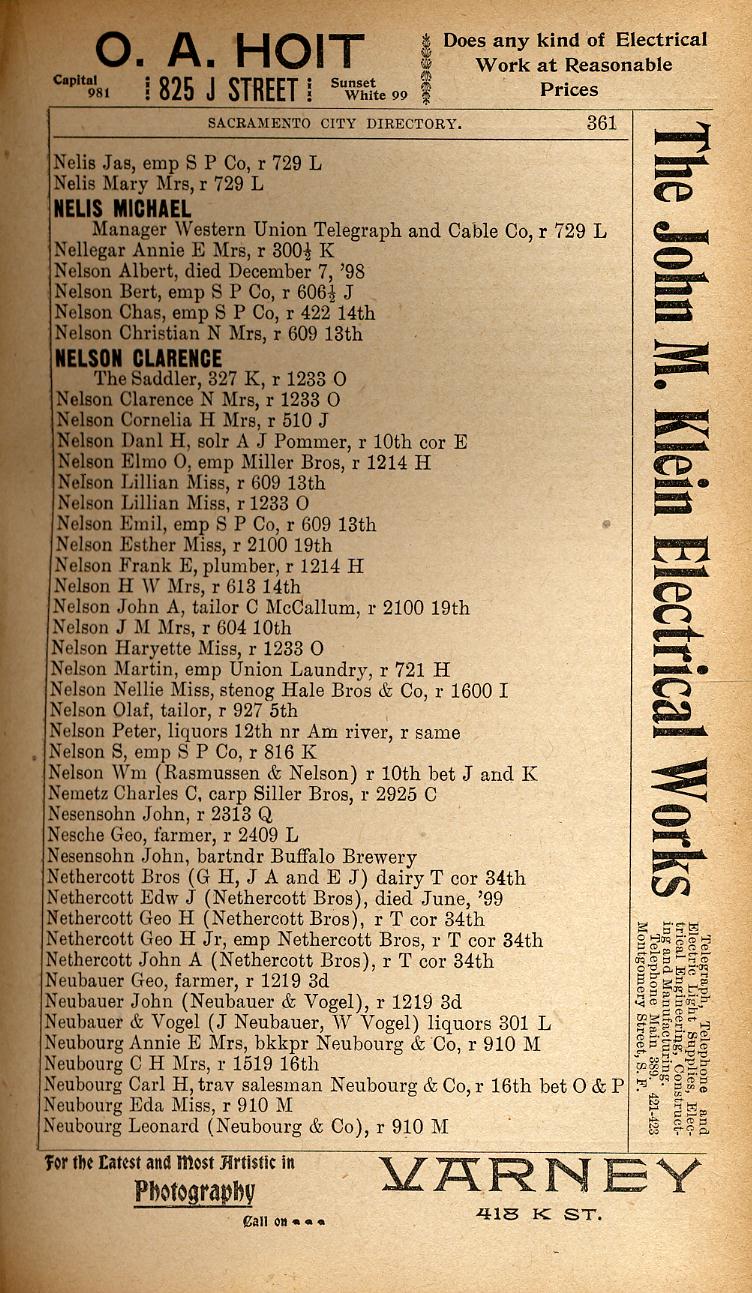 O. A. HOIT
Capital 981
825 J STREET
Sunset White 99
Does any kind of Electrical
Work at Reasonable
Prices
SACRAMENTO CITY DIRECTORY. 361
Nelis Jas, emp S P Co, r 729 L
Nelis Mary Mrs, r 729 L
NELIS MICHAEL
Manager Western Union Telegraph and Cable Co, r 729 L
Nellegar Annie E Mrs, r 300½ K
Nelson Albert, died December 7, '98
Nelson Bert, emp S P Co, r 606½ J
Nelson Chas, emp S P Co, r 422 14th
Nelson Christian N Mrs, r 609 13th
NELSON CLARENCE
The Saddler, 327 K, r 1233 O
Nelson Clarence N Mrs, r 1233 O
Nelson Cornelia H Mrs, r 510 J
Nelson Danl H, solr A J Pommer, r 10th cor E
Nelson Elmo O, emp Miller Bros, r 1214 H
Nelson Lillian Miss, r 609 13th
Nelson Lillian Miss, r 1233 O
Nelson Emil, emp S P Co, r 609 13th
Nelson Esther Miss, r 2100 19th
Nelson Frank E, plumber, r 1214 H
Nelson H W Mrs, r 613 14th
Nelson John A, tailor C McCallum, r 2100 19th
Nelson J M Mrs, r 604 10th
Nelson Haryette Miss, r 1233 O
Nelson Martin, emp Union Laundry, r 721 H
Nelson Nellie Miss, stenog Hale Bros & Co, r 1600 I
Nelson Olaf, tailor, r 927 5th
Nelson Peter, liquors 12th nr Am river, r same
Nelson S, emp S P Co, r 816 K
Nelson Wm (Rasmussen & Nelson) r 10th bet J and K
Nemetz Charles C, carp Siller Bros, r 2925 C
Nesensohn John, r 2313 Q
Nesche Geo, farmer, r 2409 L
Nesensohn John, bartndr Buffalo Brewery
Nethercott Bros (G H, J A and E J) dairy T cor 34th
Nethercott Edw J (Nethercott Bros), died June, '99
Nethercott Geo H (Nethercott Bros), r T cor 34th
Nethercott Geo H Jr, emp Nethercott Bros, r T cor 34th
Nethercott John A (Nethercott Bros), r T cor 34th
Neubauer Geo, farmer, r 1219 3d
Neubauer John (Neubauer & Vogel), r 1219 3d
Neubauer & Vogel (J Neubauer, W Vogel) liquors 301 L
Neubourg Annie E Mrs, bkkpr Neubourg & Co, r 910 M
Neubourg C H Mrs, r 1519 16th
Neubourg Carl H, trav salesman Neubourg & Co, r 16th bet O & P
Neubourg Eda Miss, r 910 M
Neubourg Leonard (Neubourg & Co), r 910 M
The John M. Klein Electrical Works
Telegraph, Telephone and
Electric Light Supplies, Elec-
trical Engineering, Construct-
ing and Manufacturing.
Telephone Main 389. 421-423
Montgomery Street, S. F.
For the Latest and Most Artistic in
Photography
Call on
VARNEY
418 K ST.